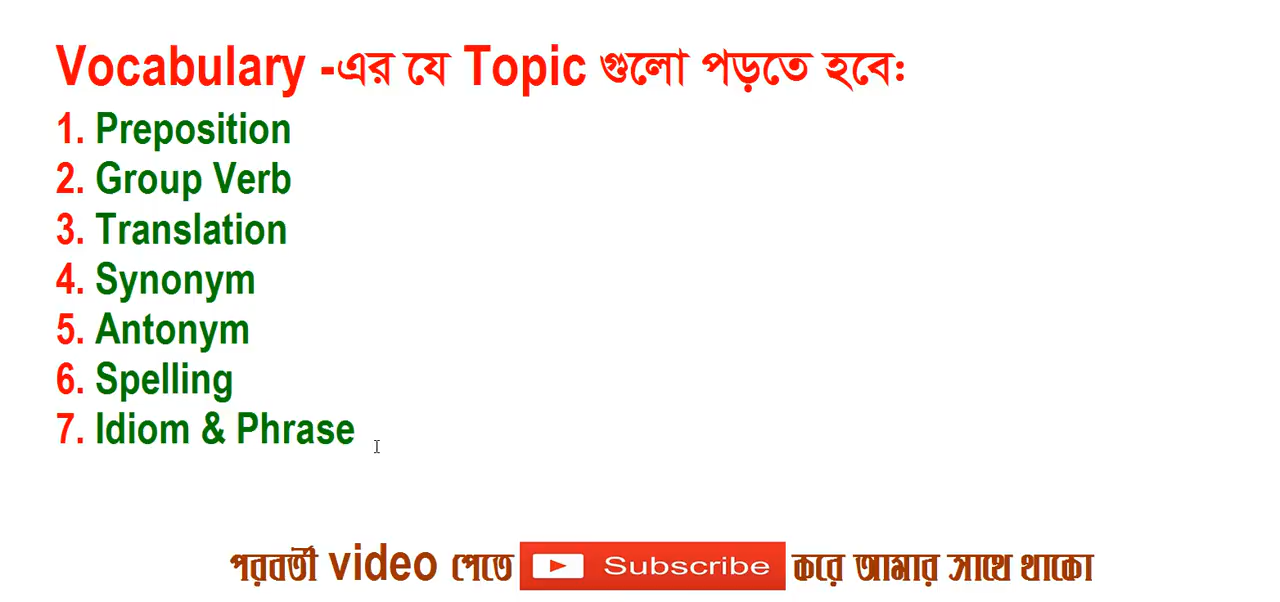 Vocabulary -এর যে Topic গুলো পড়তে হবে:
1. Preposition
2. Group Verb
3. Translation
4. Synonym
5. Antonym
6. Spelling
7. Idiom & Phrase
পরবর্তী video পেতে Subscribe করে আমার সাথে থাকো